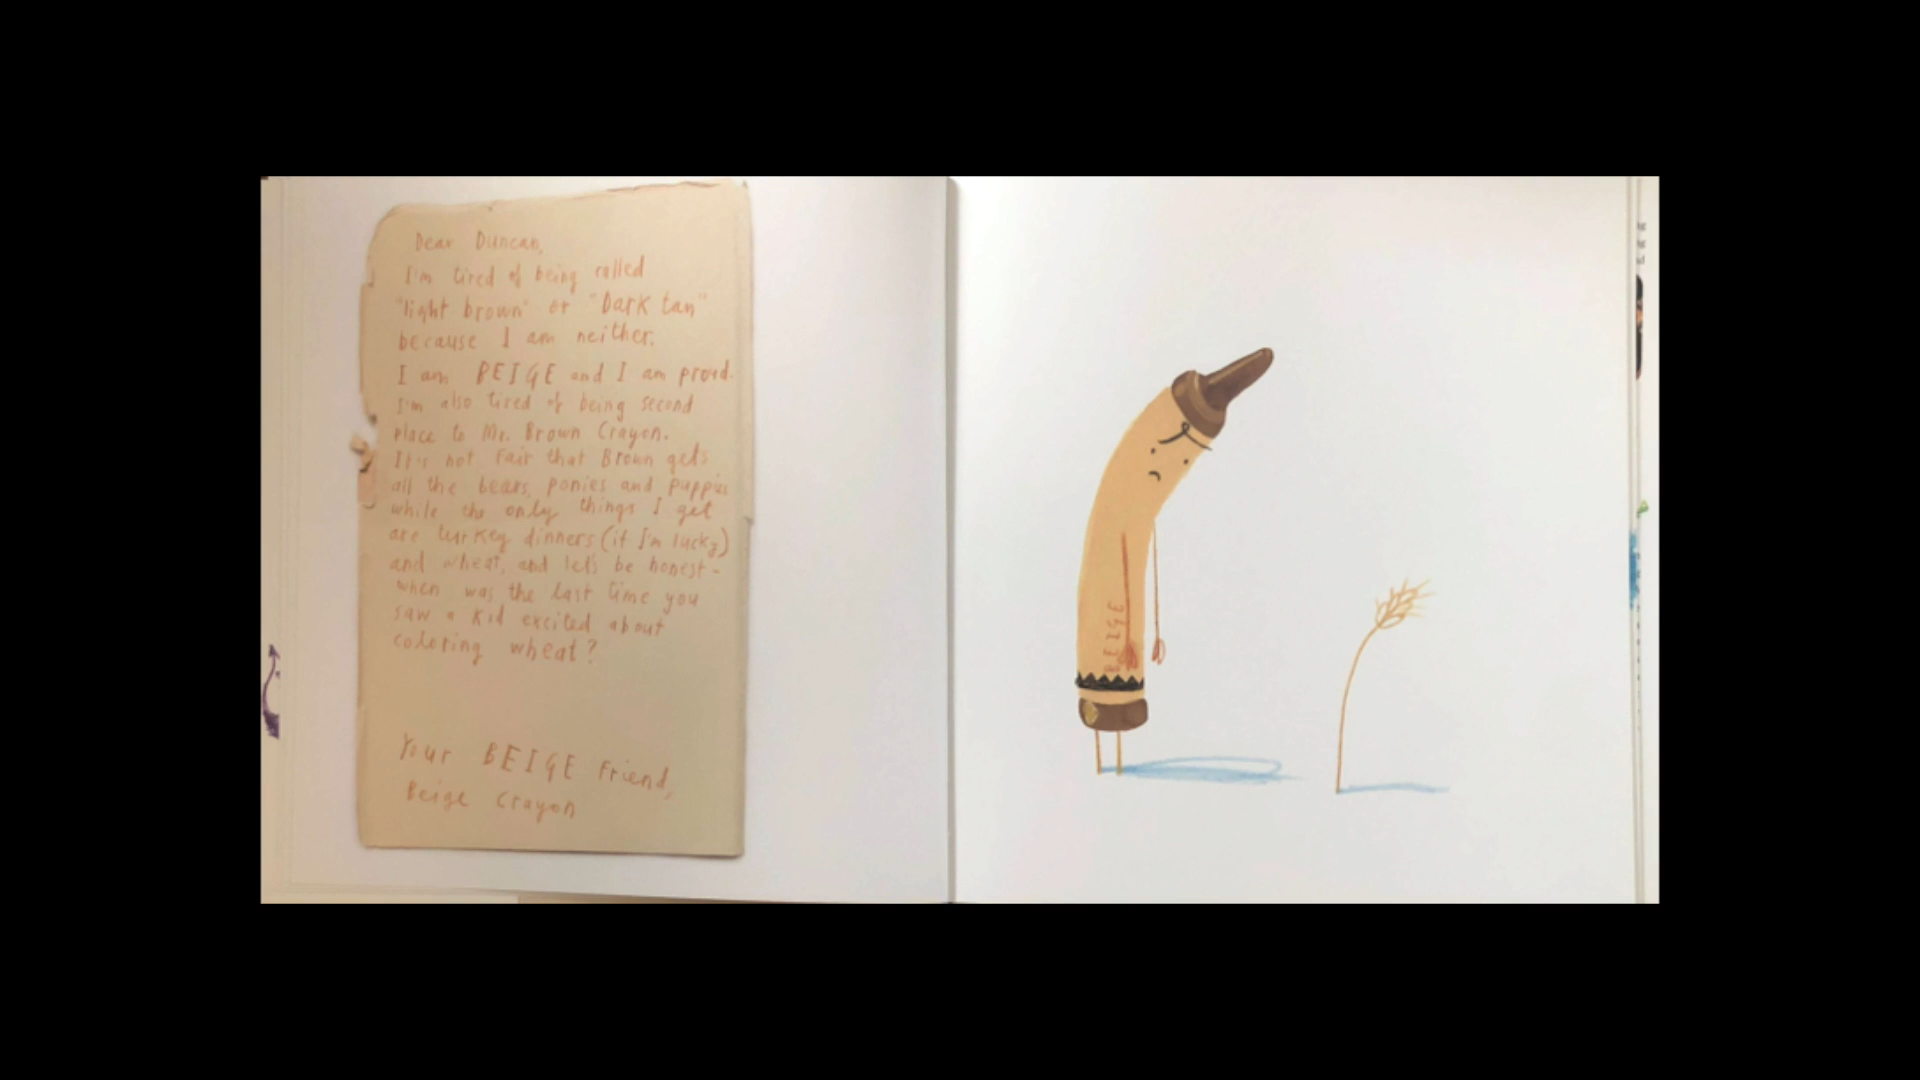 Dear Duncan,
I'm tired of being called
"light brown" or "Dark tan"
because I am neither.
I am BEIGE and I am proud.
I'm also tired of being second
place to Mr. Brown Crayon.
It's not fair that Brown gets
all the bears, ponies and puppies
while the only things I get
are turkey dinners (if I'm lucky)
and wheat, and let's be honest-
when was the last time you
saw a kid excited about
coloring wheat?
Your BEIGE friend,
Beige Crayon
BEIGE